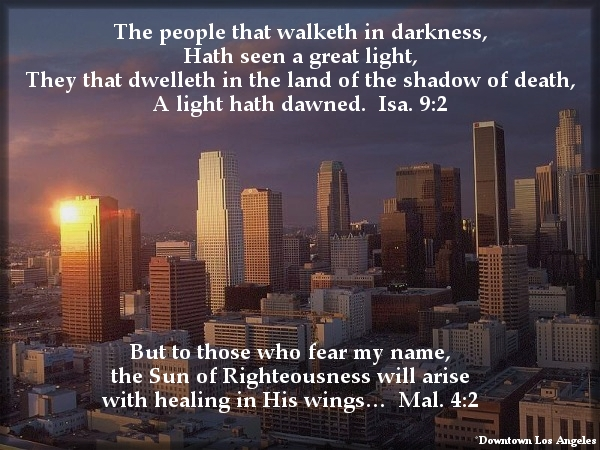 The people that walketh in darkness,
Hath seen a great light,
They that dwelleth in the land of the shadow of death,
A light hath dawned.  Isa. 9:2
But to those who fear my name,
the Sun of Righteousness will arise
with healing in His wings…  Mal. 4:2
*Downtown Los Angeles